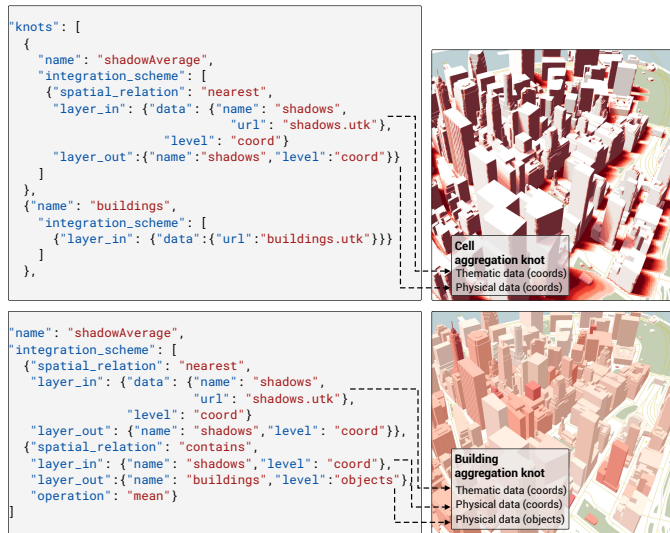 "knots": [
{
"name": "shadowAverage",
"integration_scheme": [
{"spatial_relation": "nearest",
"layer_in": {"data": {"name": "shadows",
"url": "shadows.utk"},
"level": "coord"}
"layer_out":{"name":"shadows","level":"coord"}}
]
},
{"name": "buildings",
"integration_scheme": [
{"layer_in": {"data":{"url":"buildings.utk"}}}
]
},
Cell
aggregation knot
Thematic data (coords)
Physical data (coords)
"name": "shadowAverage",
"integration_scheme": [
{"spatial_relation": "nearest",
"layer_in": {"data": {"name": "shadows",
"url": "shadows.utk"},
"level": "coord"}
"layer_out": {"name": "shadows","level": "coord"}},
{"spatial_relation": "contains",
"layer_in": {"name": "shadows","level": "coord"},
"layer_out":{"name": "buildings","level":"objects"},
"operation": "mean"}
]
Building
aggregation knot
Thematic data (coords)
Physical data (coords)
Physical data (objects)